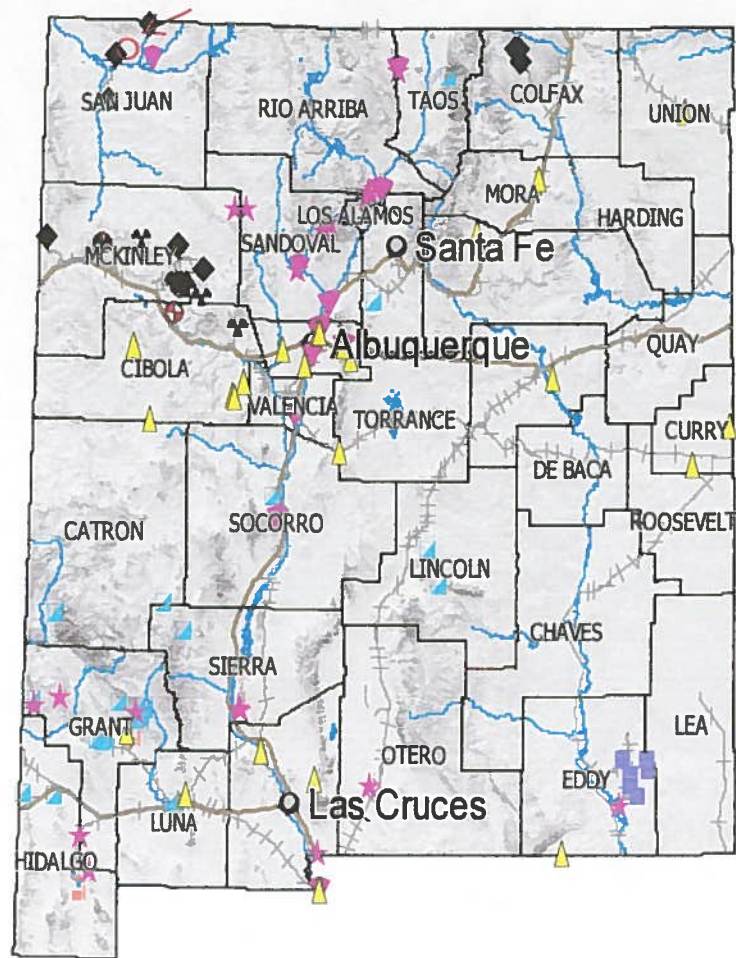 SAN JUAN
RIO ARRIBA
TAOS
COLFAX
UNION
MORA
HARDING
LOS ALAMOS
SANDOVAL
Santa Fe
MCKINLEY
Albuquerque
QUAY
CIBOLA
VALENCIA
TORRANCE
CURRY
DE BACA
ROOSEVELT
CATRON
SOCORRO
LINCOLN
CHAVES
SIERRA
GRANT
OTERO
LEA
EDDY
Las Cruces
LUNA
HIDALGO